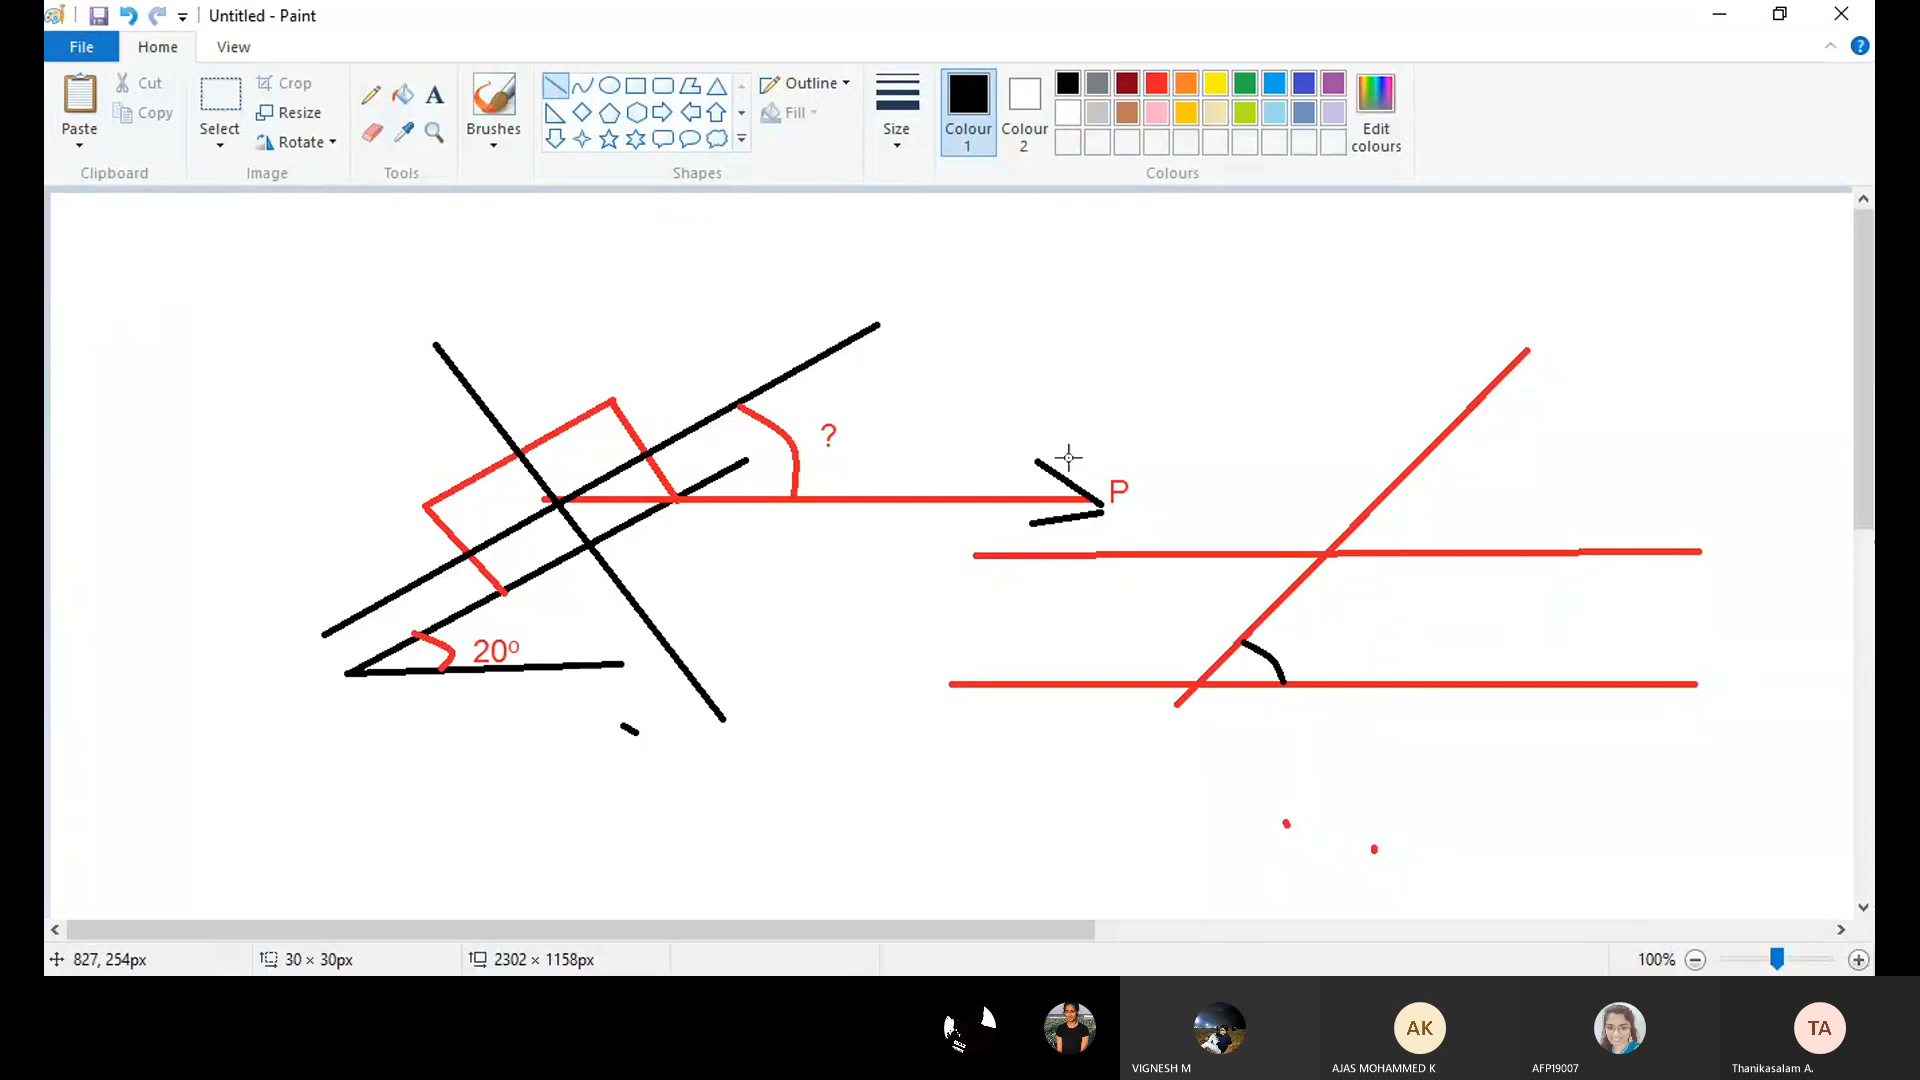 Untitled - Paint
File Home View
Paste
Cut
Copy
Clipboard
Select
Crop
Resize
Rotate
Image
A
Tools
Brushes
Shapes
Outline
Fill
Size
Colour 1
Colour 2
Edit colours
Colours
?
P
20º
827, 254px
30 × 30px
2302 × 1158px
100%
VIGNESH M
AK
AJAS MOHAMMED K
AFP19007
TA
Thanikasalam A.